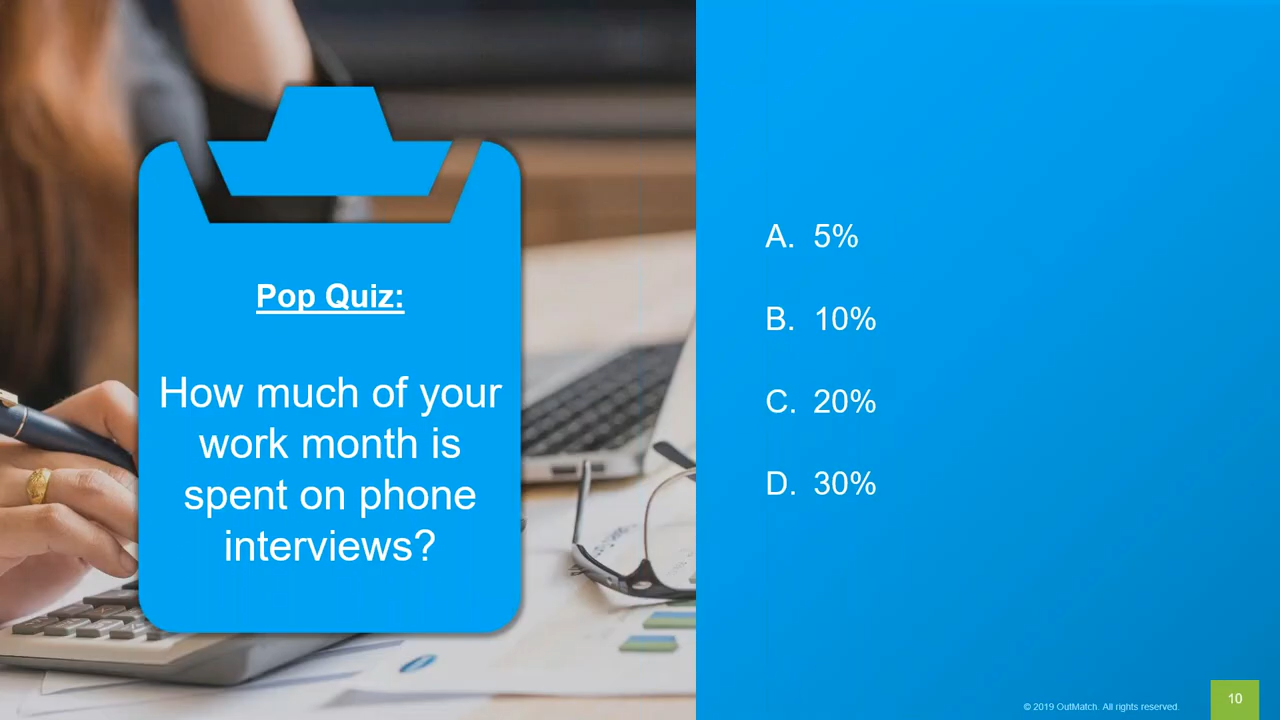 Pop Quiz:
How much of your
work month is
spent on phone
interviews?
A. 5%
B. 10%
C. 20%
D. 30%
© 2019 OutMatch. All rights reserved.
10